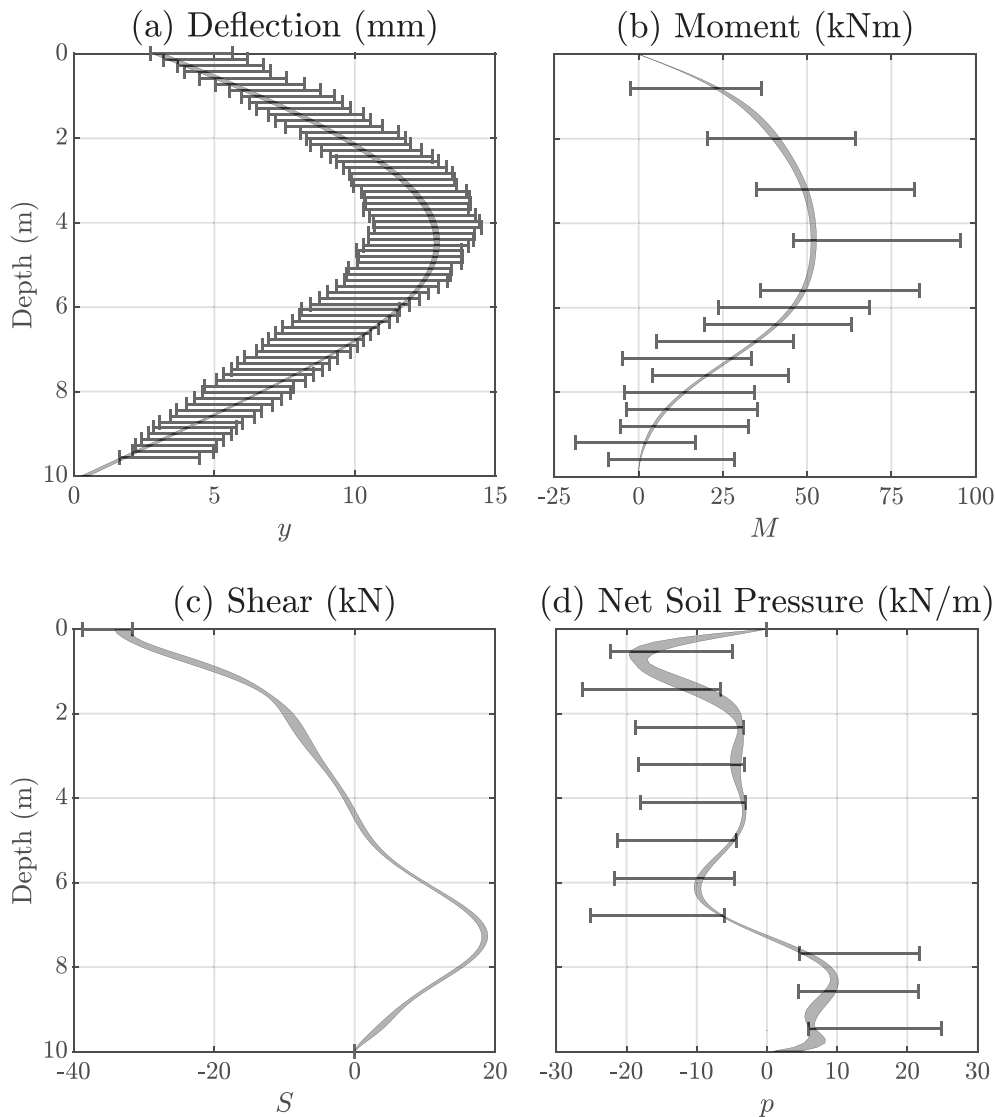 (a) Deflection (mm)
(b) Moment (kNm)
0
2
4
6
8
10
Depth (m)
0 5 10 15
-25 0 25 50 75 100
y
M
(c) Shear (kN)
(d) Net Soil Pressure (kN/m)
0
2
4
6
8
10
Depth (m)
-40 -20 0 20
-30 -20 -10 0 10 20 30
S
p